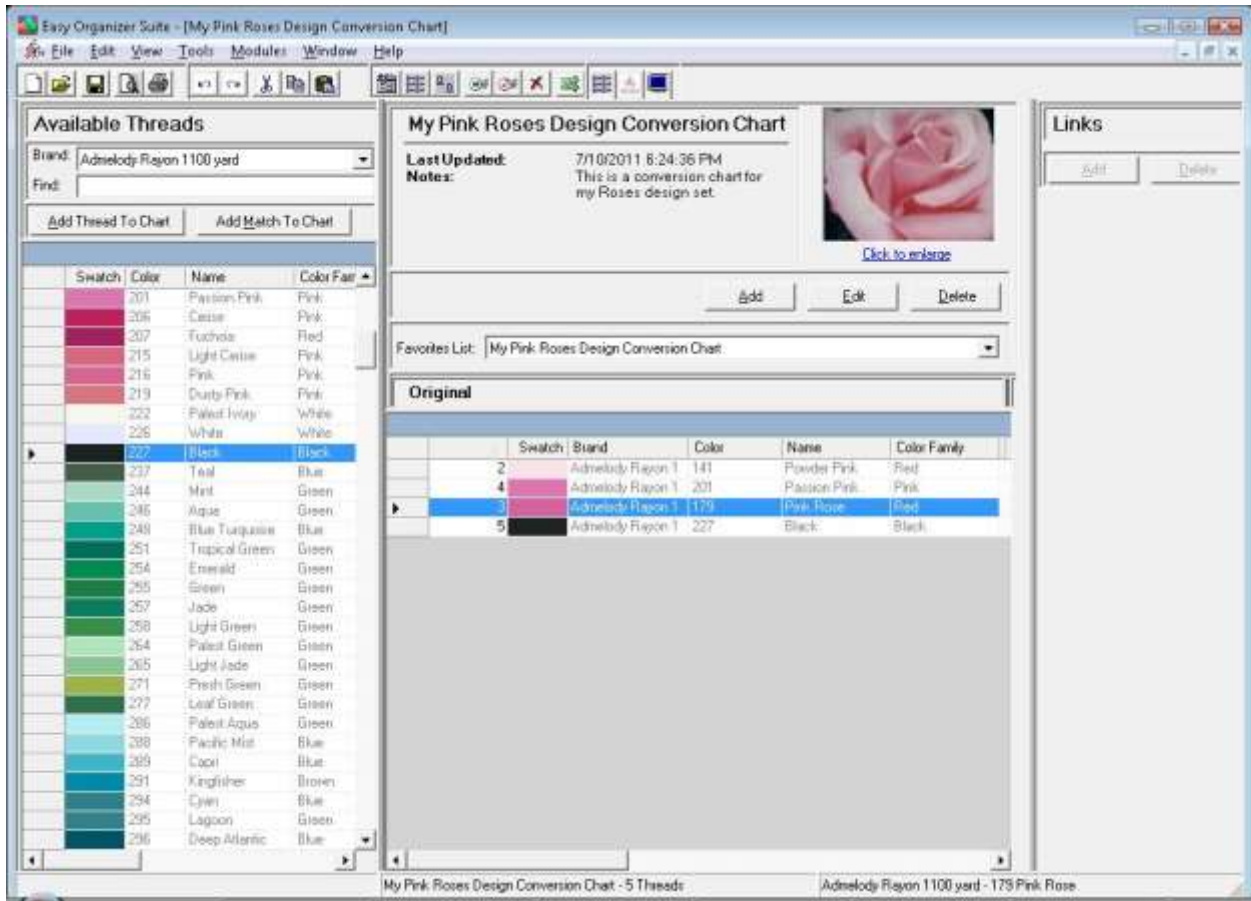 Easy Organizer Suite - [My Pink Roses Design Conversion Chart]
File Edit View Tools Modules Window Help
Available Threads
Brand: Admelody Rayon 1100 yard
Find:
Add Thread To Chart Add Match To Chart
Swatch Color Name Color Fam
201 Passion Pink Pink
206 Cerise Pink
207 Fuchsia Red
215 Light Cerise Pink
216 Pink Pink
219 Dusty Pink Pink
222 Palest Ivory White
226 White White
227 Black Black
237 Teal Blue
244 Mint Green
246 Aqua Green
249 Blue Turquoise Blue
251 Tropical Green Green
254 Emerald Green
255 Green Green
257 Jade Green
258 Light Green Green
264 Palest Green Green
265 Light Jade Green
271 Fresh Green Green
277 Leaf Green Green
286 Palest Aqua Green
288 Pacific Mist Blue
289 Capri Blue
291 Kingfisher Brown
294 Cyan Blue
295 Lagoon Green
296 Deep Atlantic Blue
My Pink Roses Design Conversion Chart
Last Updated: 7/10/2011 6:24:36 PM
Notes: This is a conversion chart for
my Roses design set.
Click to enlarge
Add Edit Delete
Favorites List: My Pink Roses Design Conversion Chart
Original
Swatch Brand Color Name Color Family
2 Admelody Rayon 1 141 Powder Pink Red
4 Admelody Rayon 1 201 Passion Pink Pink
3 Admelody Rayon 1 179 Pink Rose Red
5 Admelody Rayon 1 227 Black Black
Links
Add Delete
My Pink Roses Design Conversion Chart - 5 Threads
Admelody Rayon 1100 yard - 179 Pink Rose